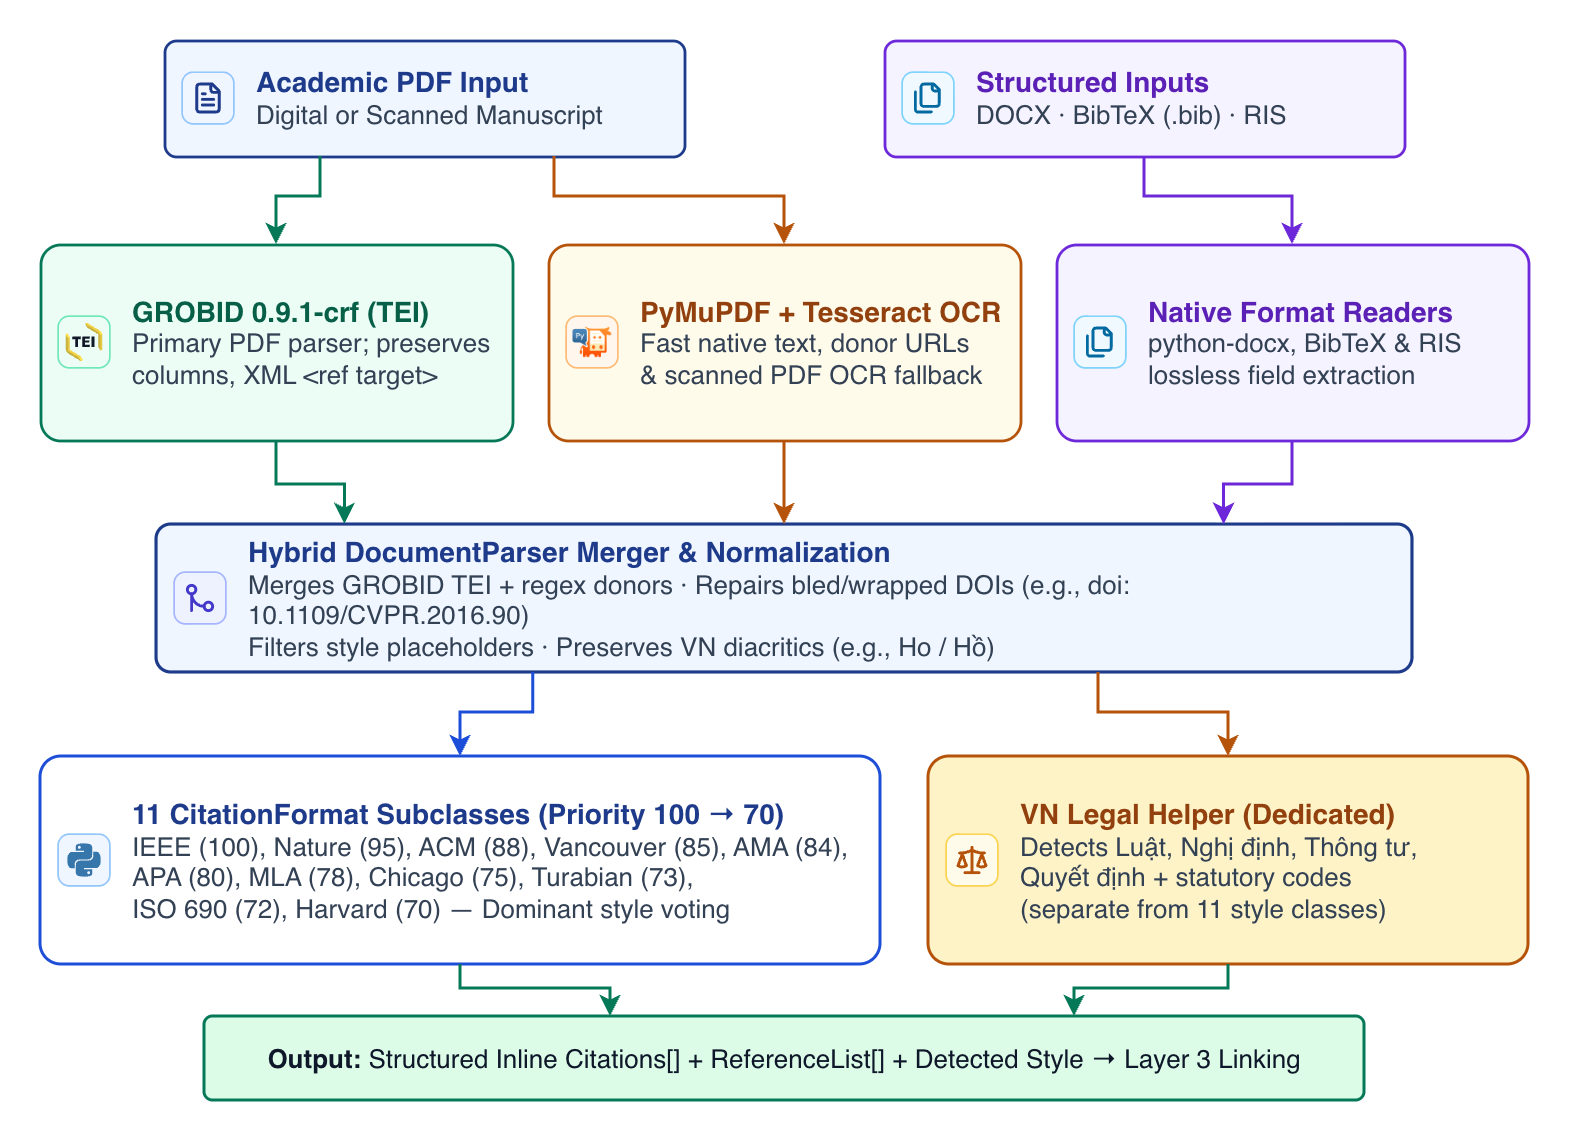 Academic PDF Input
Digital or Scanned Manuscript
Structured Inputs
DOCX · BibTeX (.bib) · RIS
TEI
GROBID 0.9.1-crf (TEI)
Primary PDF parser; preserves
columns, XML <ref target>
Py
PyMuPDF + Tesseract OCR
Fast native text, donor URLs
& scanned PDF OCR fallback
Native Format Readers
python-docx, BibTeX & RIS
lossless field extraction
Hybrid DocumentParser Merger & Normalization
Merges GROBID TEI + regex donors · Repairs bled/wrapped DOIs (e.g., doi:
10.1109/CVPR.2016.90)
Filters style placeholders · Preserves VN diacritics (e.g., Ho / Hồ)
11 CitationFormat Subclasses (Priority 100 → 70)
IEEE (100), Nature (95), ACM (88), Vancouver (85), AMA (84),
APA (80), MLA (78), Chicago (75), Turabian (73),
ISO 690 (72), Harvard (70) — Dominant style voting
VN Legal Helper (Dedicated)
Detects Luật, Nghị định, Thông tư,
Quyết định + statutory codes
(separate from 11 style classes)
Output: Structured Inline Citations[] + ReferenceList[] + Detected Style → Layer 3 Linking